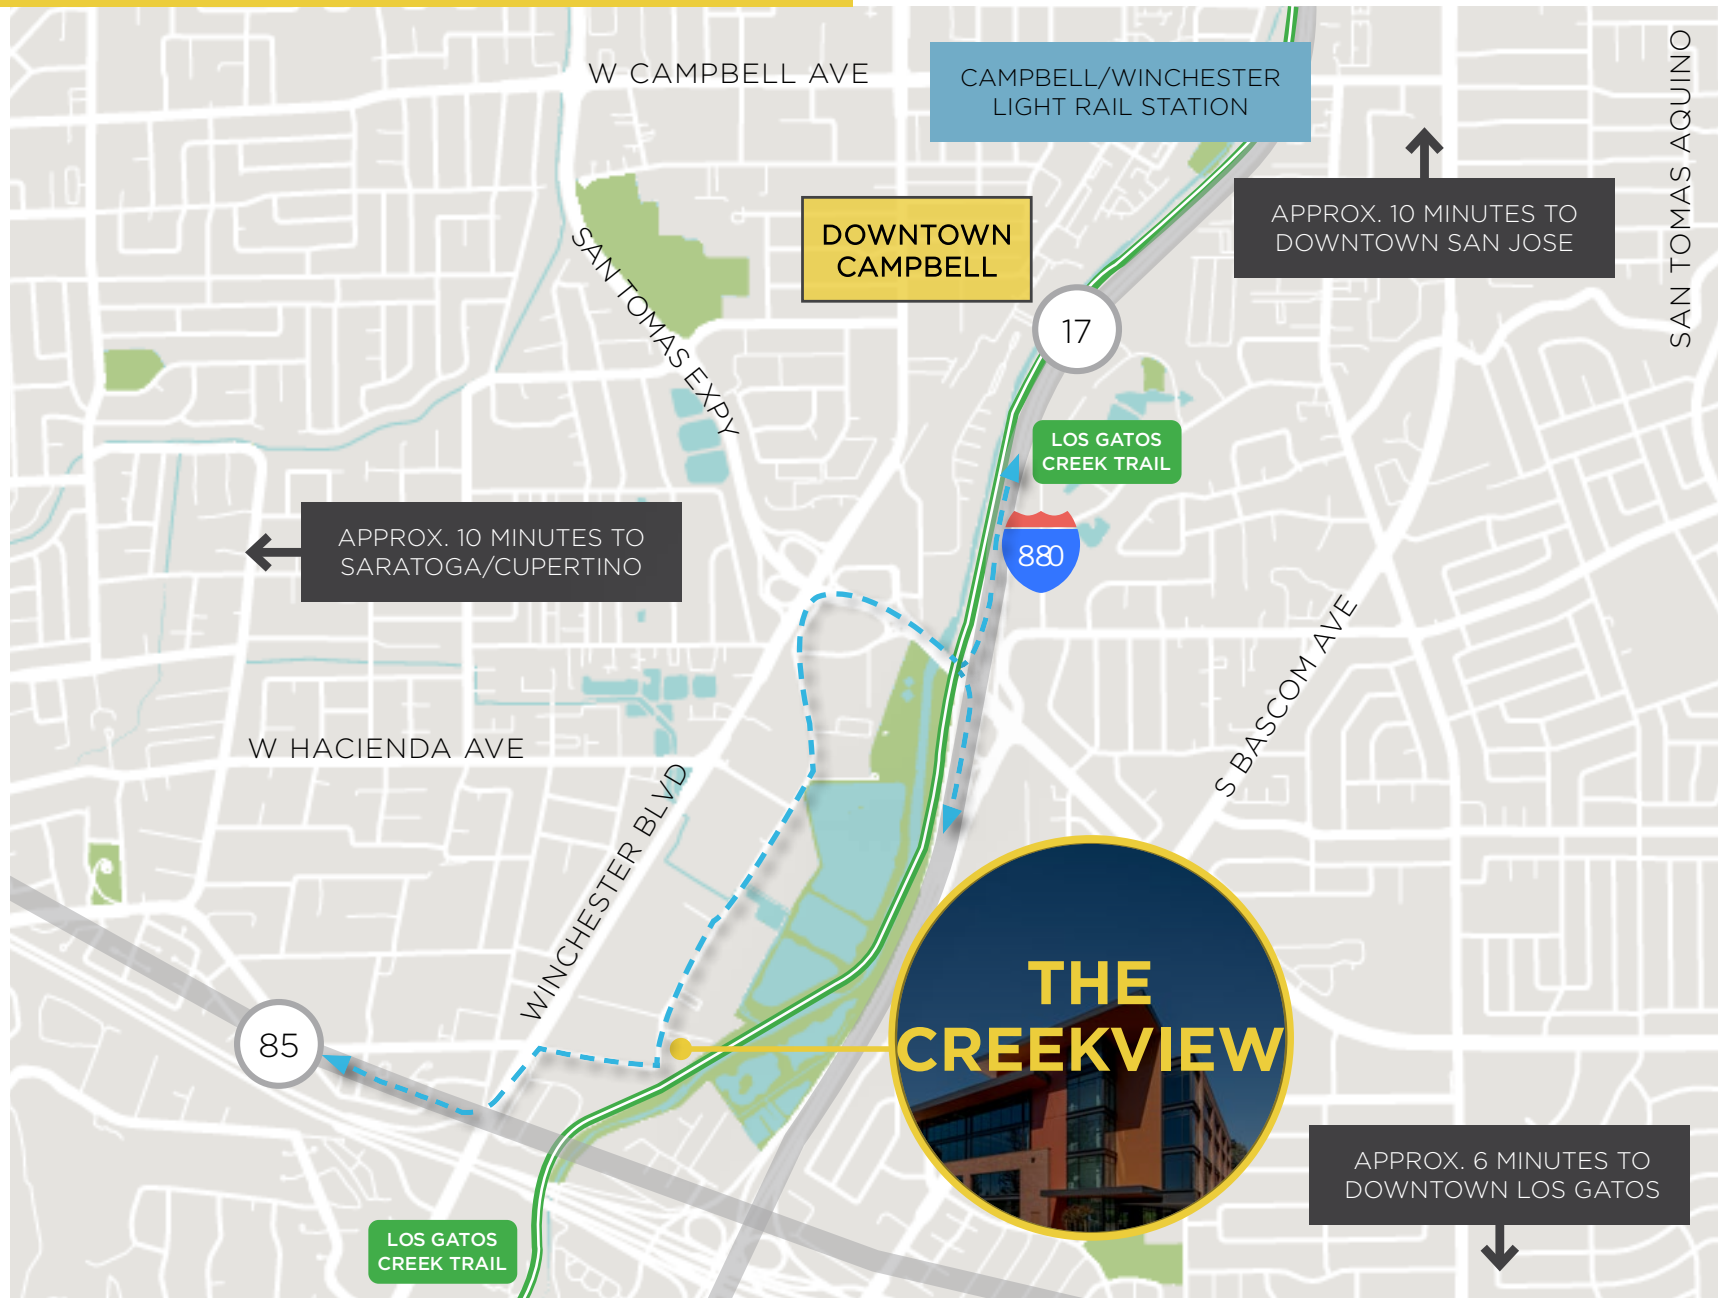 W CAMPBELL AVE
CAMPBELL/WINCHESTER
LIGHT RAIL STATION
SAN TOMAS AQUINO
APPROX. 10 MINUTES TO
DOWNTOWN SAN JOSE
DOWNTOWN
CAMPBELL
SAN TOMAS EXPY
17
LOS GATOS
CREEK TRAIL
APPROX. 10 MINUTES TO
SARATOGA/CUPERTINO
880
S BASCOM AVE
W HACIENDA AVE
WINCHESTER BLVD
THE
CREEKVIEW
85
APPROX. 6 MINUTES TO
DOWNTOWN LOS GATOS
LOS GATOS
CREEK TRAIL